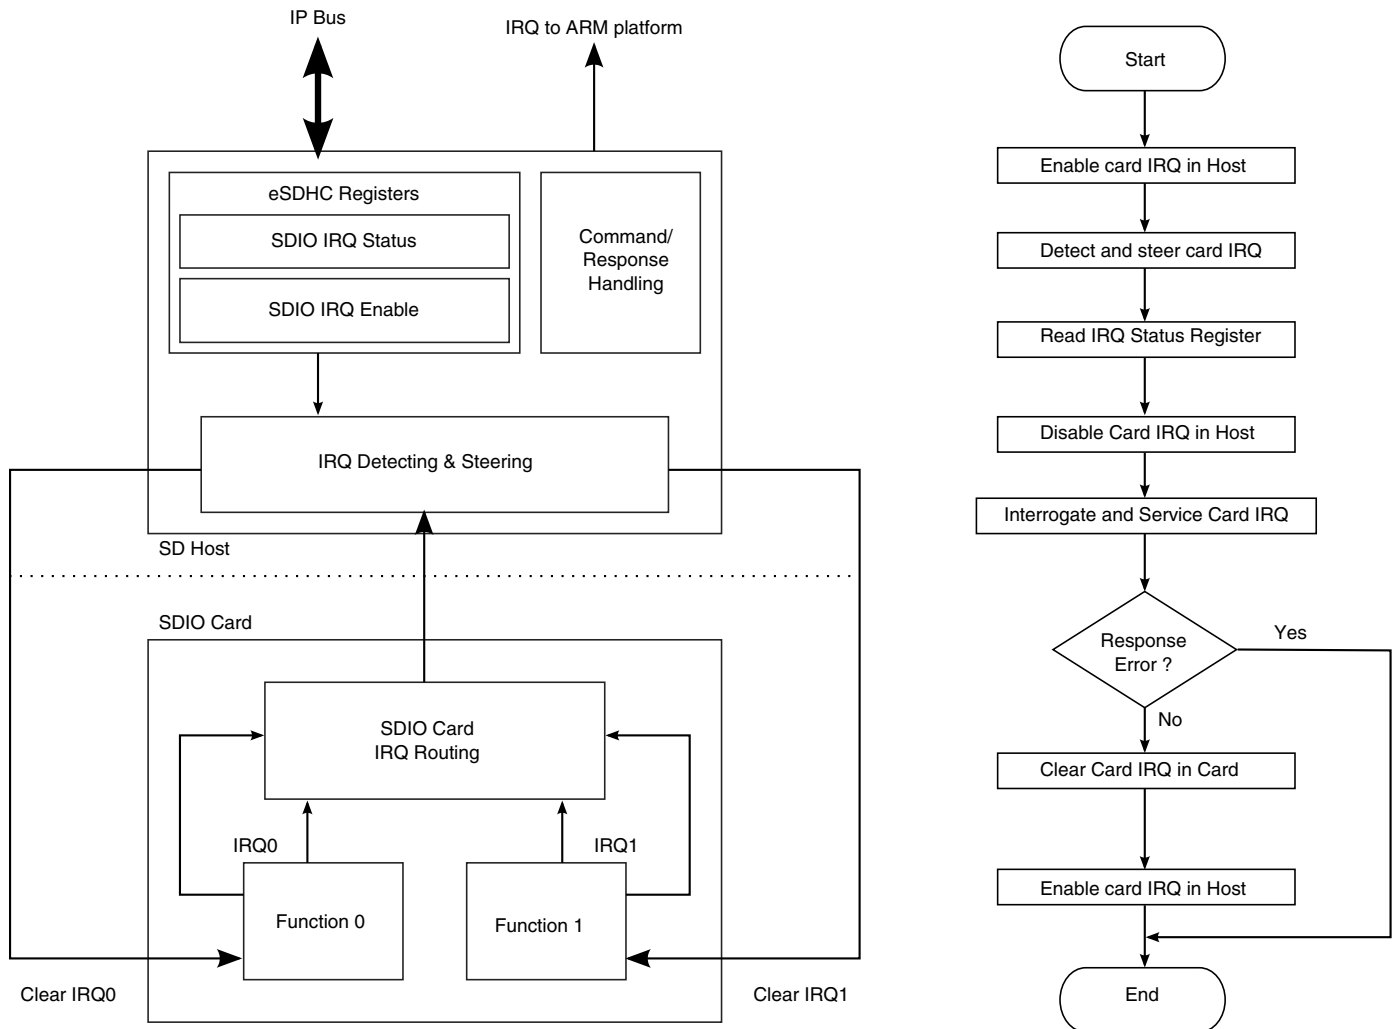 IP Bus
IRQ to ARM platform
eSDHC Registers
SDIO IRQ Status
SDIO IRQ Enable
Command/
Response
Handling
IRQ Detecting & Steering
SD Host
SDIO Card
SDIO Card
IRQ Routing
IRQ0
IRQ1
Function 0
Function 1
Clear IRQ0
Clear IRQ1
Start
Enable card IRQ in Host
Detect and steer card IRQ
Read IRQ Status Register
Disable Card IRQ in Host
Interrogate and Service Card IRQ
Response
Error ?
Yes
No
Clear Card IRQ in Card
Enable card IRQ in Host
End